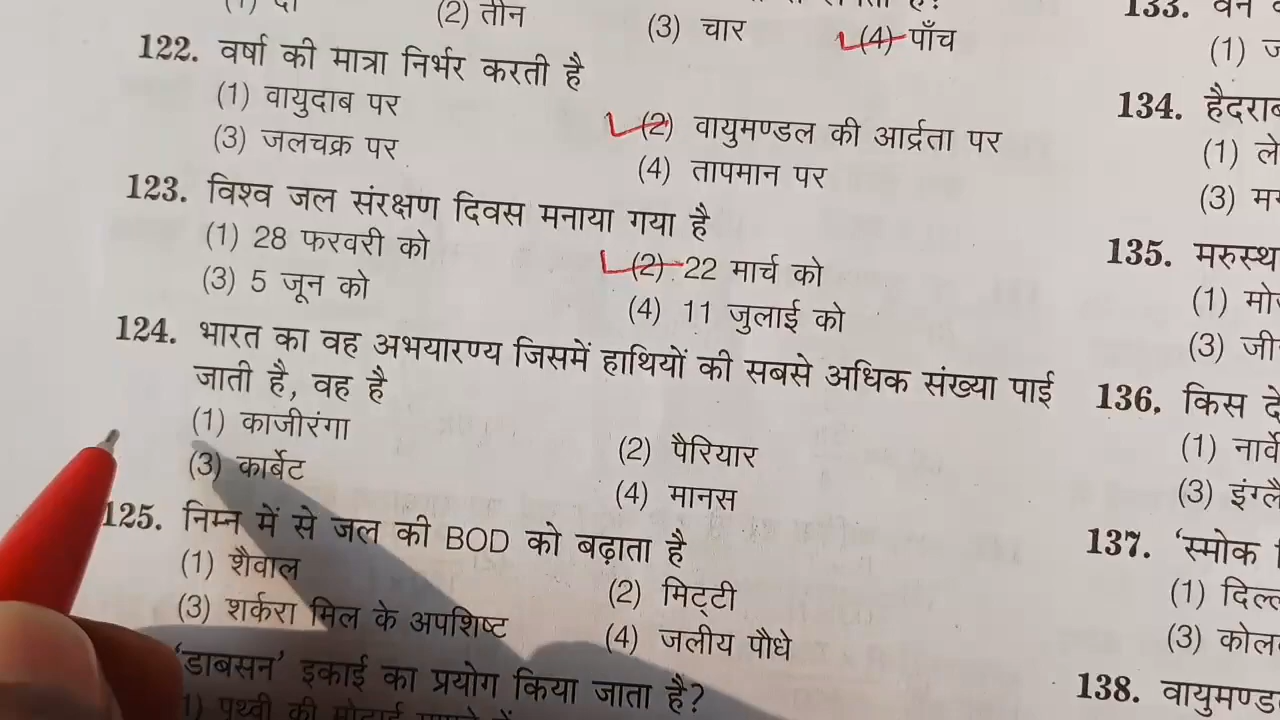 (2) तीन (3) चार (4) पाँच
122. वर्षा की मात्रा निर्भर करती है
(1) वायुदाब पर (2) वायुमण्डल की आर्द्रता पर
(3) जलचक्र पर (4) तापमान पर
123. विश्व जल संरक्षण दिवस मनाया गया है
(1) 28 फरवरी को (2) 22 मार्च को
(3) 5 जून को (4) 11 जुलाई को
124. भारत का वह अभयारण्य जिसमें हाथियों की सबसे अधिक संख्या पाई
जाती है, वह है
(1) काजीरंगा (2) पैरियार
(3) कार्बेट (4) मानस
125. निम्न में से जल की BOD को बढ़ाता है
(1) शैवाल (2) मिट्टी
(3) शर्करा मिल के अपशिष्ट (4) जलीय पौधे
'डाबसन' इकाई का प्रयोग किया जाता है?
133.
(1)
134.
(1)
(3)
135.
(1)
(3)
136. किस
(1)
(3)
137. 'स्मोक
(1)
(3)
138.